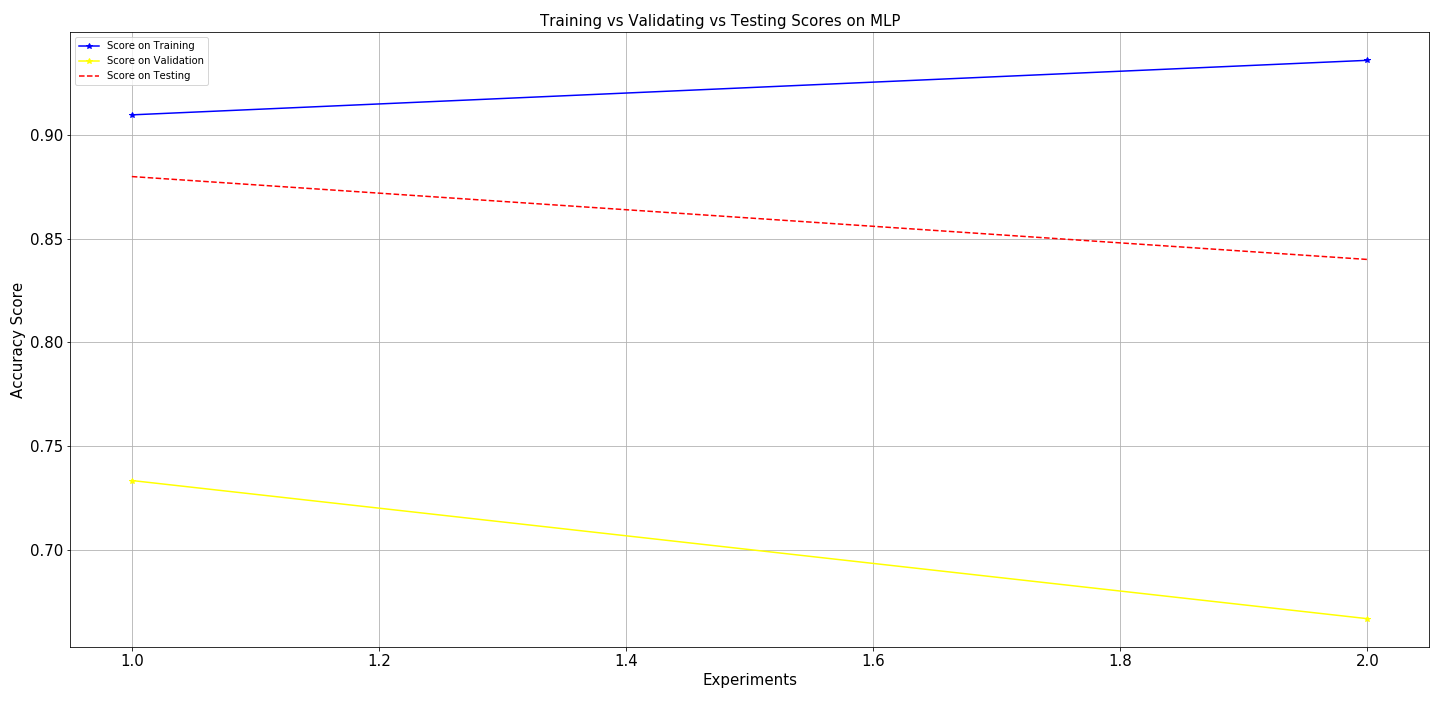 Training vs Validating vs Testing Scores on MLP
Score on Training
Score on Validation
Score on Testing
Accuracy Score
0.90
0.85
0.80
0.75
0.70
1.0 1.2 1.4 1.6 1.8 2.0
Experiments